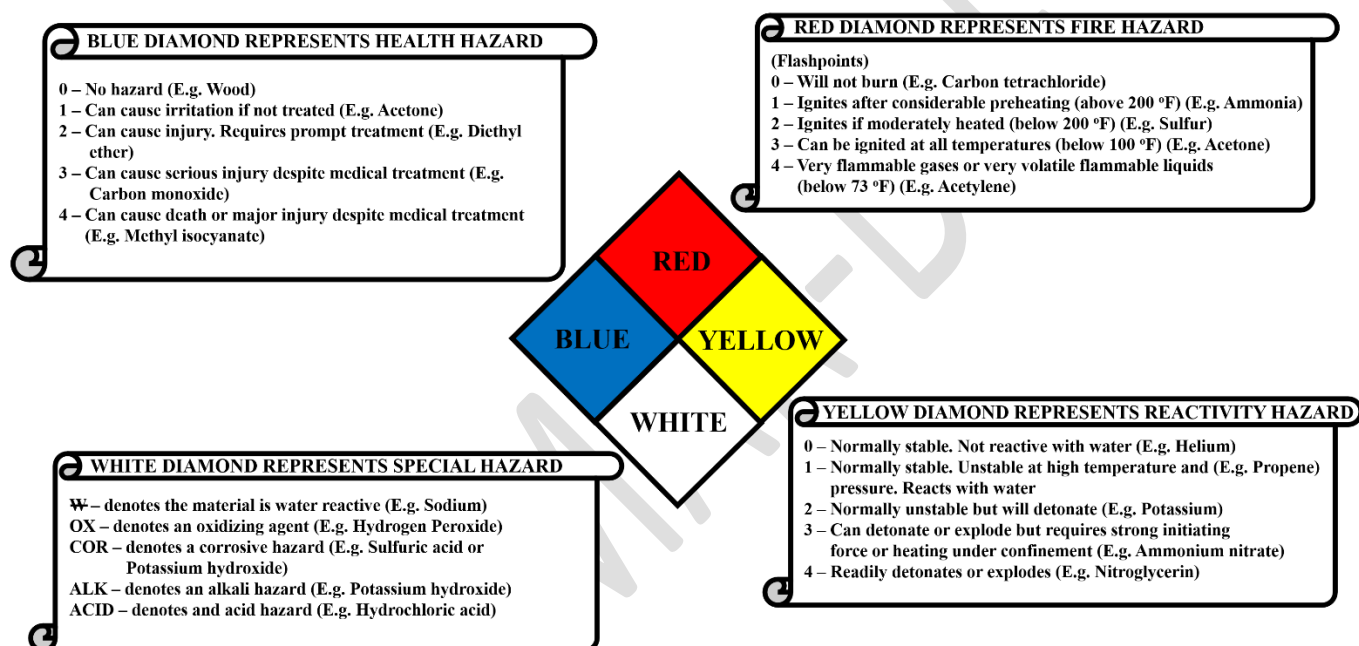 BLUE DIAMOND REPRESENTS HEALTH HAZARD
0 – No hazard (E.g. Wood)
1 – Can cause irritation if not treated (E.g. Acetone)
2 – Can cause injury. Requires prompt treatment (E.g. Diethyl
ether)
3 – Can cause serious injury despite medical treatment (E.g.
Carbon monoxide)
4 – Can cause death or major injury despite medical treatment
(E.g. Methyl isocyanate)
RED DIAMOND REPRESENTS FIRE HAZARD
(Flashpoints)
0 – Will not burn (E.g. Carbon tetrachloride)
1 – Ignites after considerable preheating (above 200 ºF) (E.g. Ammonia)
2 – Ignites if moderately heated (below 200 ºF) (E.g. Sulfur)
3 – Can be ignited at all temperatures (below 100 ºF) (E.g. Acetone)
4 – Very flammable gases or very volatile flammable liquids
(below 73 ºF) (E.g. Acetylene)
RED
BLUE
YELLOW
WHITE
WHITE DIAMOND REPRESENTS SPECIAL HAZARD
W – denotes the material is water reactive (E.g. Sodium)
OX – denotes an oxidizing agent (E.g. Hydrogen Peroxide)
COR – denotes a corrosive hazard (E.g. Sulfuric acid or
Potassium hydroxide)
ALK – denotes an alkali hazard (E.g. Potassium hydroxide)
ACID – denotes and acid hazard (E.g. Hydrochloric acid)
YELLOW DIAMOND REPRESENTS REACTIVITY HAZARD
0 – Normally stable. Not reactive with water (E.g. Helium)
1 – Normally stable. Unstable at high temperature and (E.g. Propene)
pressure. Reacts with water
2 – Normally unstable but will detonate (E.g. Potassium)
3 – Can detonate or explode but requires strong initiating
force or heating under confinement (E.g. Ammonium nitrate)
4 – Readily detonates or explodes (E.g. Nitroglycerin)